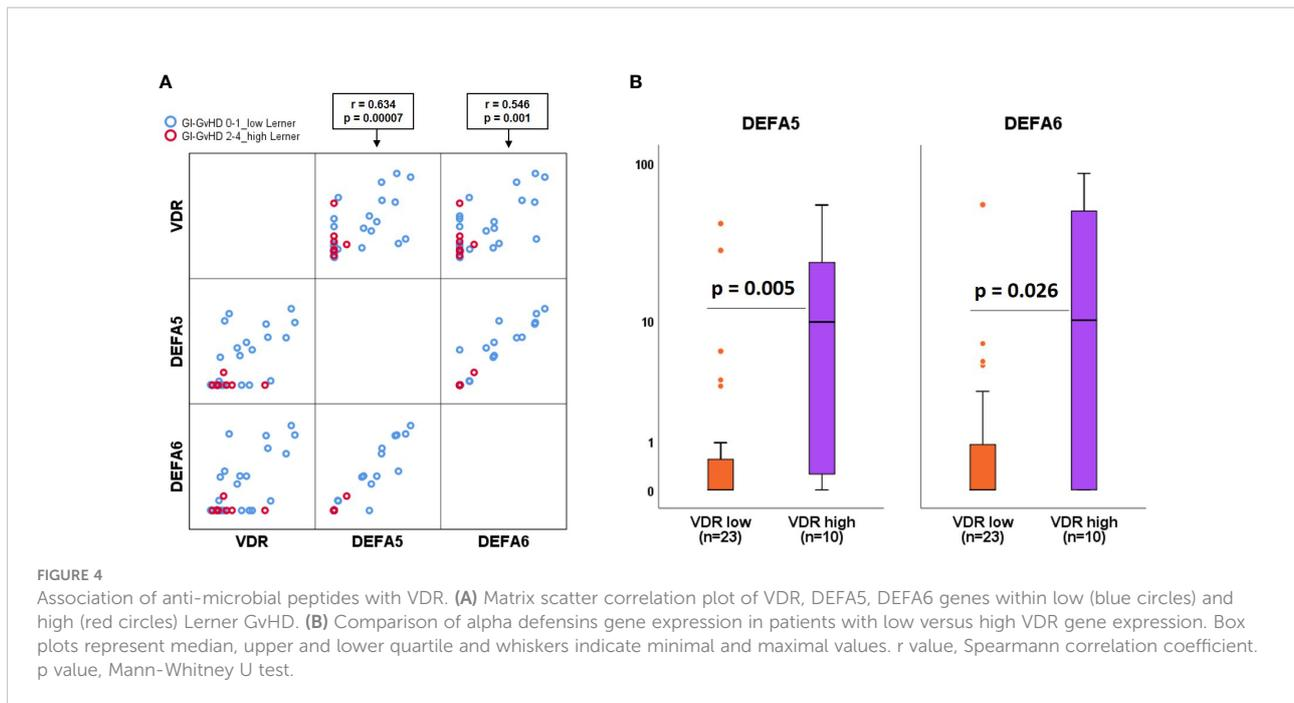 A
GI-GvHD 0-1_low Lerner
GI-GvHD 2-4_high Lerner
r = 0.634
p = 0.00007
r = 0.546
p = 0.001
VDR
DEFA5
DEFA6
VDR
DEFA5
DEFA6
B
DEFA5
DEFA6
100
10
1
0
p = 0.005
p = 0.026
VDR low
(n=23)
VDR high
(n=10)
VDR low
(n=23)
VDR high
(n=10)
FIGURE 4
Association of anti-microbial peptides with VDR. (A) Matrix scatter correlation plot of VDR, DEFA5, DEFA6 genes within low (blue circles) and
high (red circles) Lerner GvHD. (B) Comparison of alpha defensins gene expression in patients with low versus high VDR gene expression. Box
plots represent median, upper and lower quartile and whiskers indicate minimal and maximal values. r value, Spearmann correlation coefficient.
p value, Mann-Whitney U test.